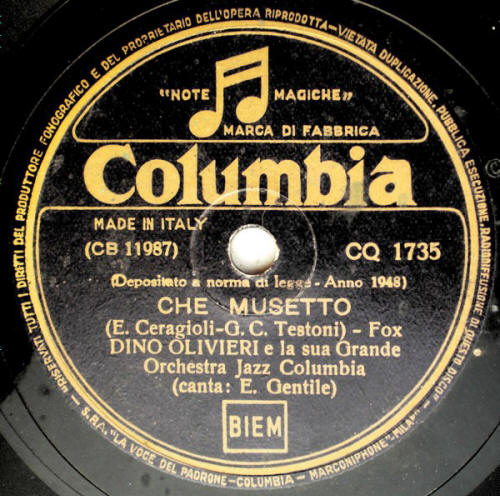 "RISERVATI TUTTI I DIRITTI DEL PRODUTTORE FONOGRAFICO E DEL PROPRIETARIO DELL'OPERA RIPRODOTTA - VIETATA DUPLICAZIONE, PUBBLICA ESECUZIONE, RADIODIFFUSIONE DI QUESTO DISCO"
"NOTE MAGICHE"
MARCA DI FABBRICA
Columbia
MADE IN ITALY
(CB 11987) CQ 1735
(Depositato a norma di legge - Anno 1948)
CHE MUSETTO
(E. Ceragioli-G. C. Testoni) - Fox
DINO OLIVIERI e la sua Grande
Orchestra Jazz Columbia
(canta: E. Gentile)
BIEM
S.P.A. "LA VOCE DEL PADRONE - COLUMBIA - MARCONIPHONE" - MILANO